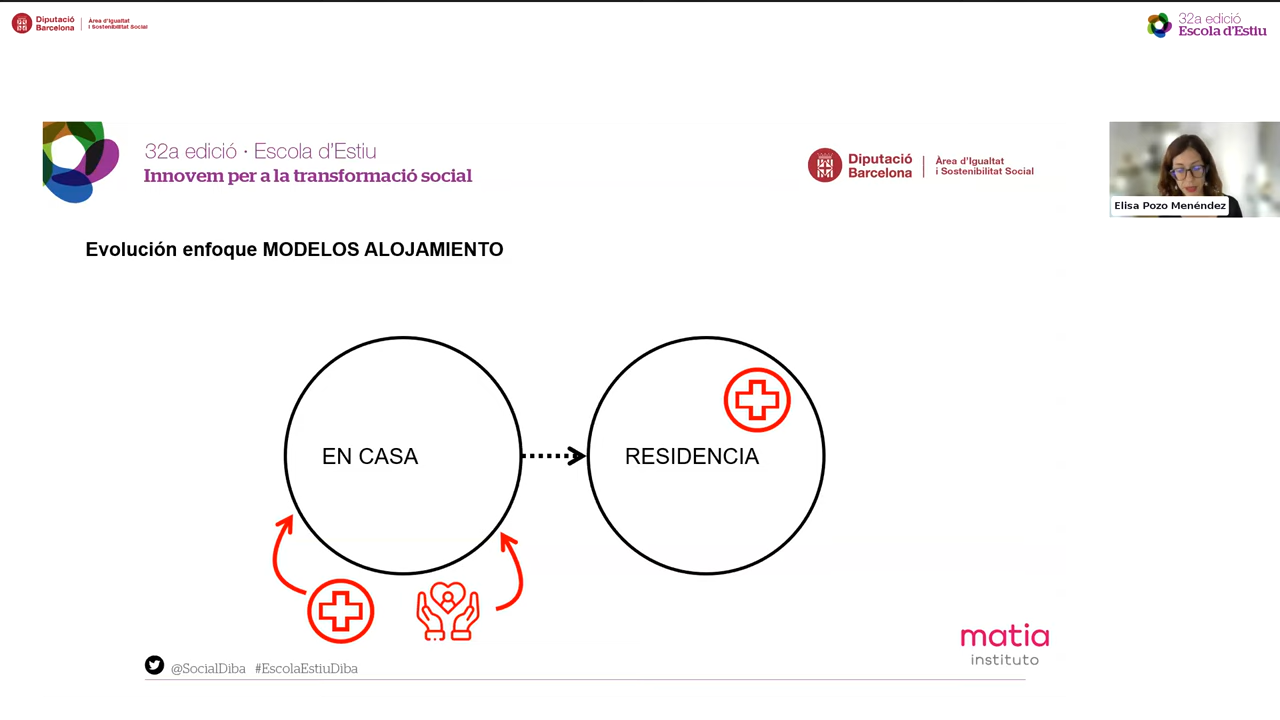 Diputació
Barcelona
Àrea d'Igualtat
i Sostenibilitat Social
32a edició
Escola d'Estiu
32a edició · Escola d'Estiu
Innovem per a la transformació social
Diputació
Barcelona
Àrea d'Igualtat
i Sostenibilitat Social
Elisa Pozo Menéndez
Evolución enfoque MODELOS ALOJAMIENTO
EN CASA
RESIDENCIA
matia
instituto
@SocialDiba #EscolaEstiuDiba